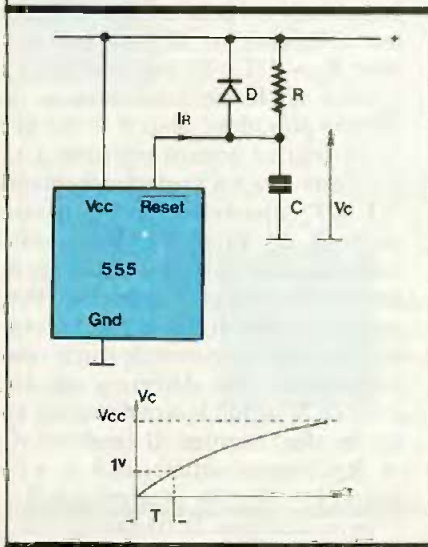 +
D R
IR
C Vc
Vcc Reset
555
Gnd
Vc
Vcc
1v
T